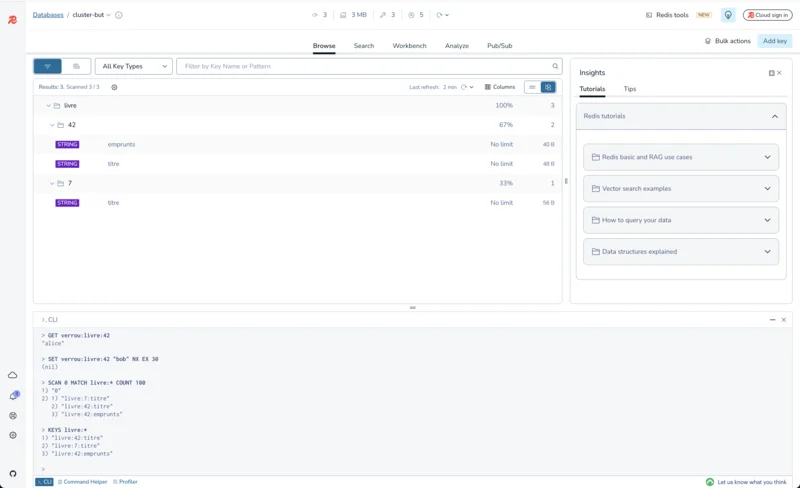 Databases / cluster-but
3
3 MB
3
5
Redis tools NEW
Cloud sign in
Browse Search Workbench Analyze Pub/Sub
Bulk actions
Add key
All Key Types
Filter by Key Name or Pattern
Results: 3. Scanned 3 / 3
Last refresh: 2 min
Columns
livre 100% 3
42 67% 2
STRING emprunts No limit 40 B
STRING titre No limit 48 B
7 33% 1
STRING titre No limit 56 B
Insights
Tutorials Tips
Redis tutorials
Redis basic and RAG use cases
Vector search examples
How to query your data
Data structures explained
>_ CLI
> GET verrou:livre:42
"alice"
> SET verrou:livre:42 "bob" NX EX 30
(nil)
> SCAN 0 MATCH livre:* COUNT 100
1) "0"
2) 1) "livre:7:titre"
2) "livre:42:titre"
3) "livre:42:emprunts"
> KEYS livre:*
1) "livre:42:titre"
2) "livre:7:titre"
3) "livre:42:emprunts"
>
>_ CLI Command Helper Profiler
Let us know what you think